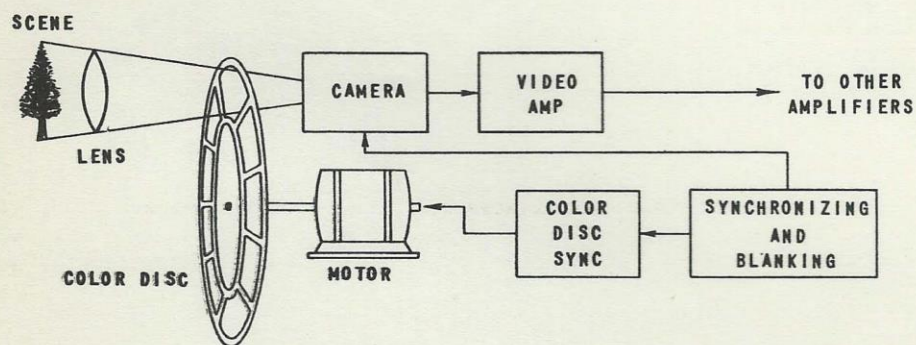 SCENE
LENS
COLOR DISC
CAMERA
VIDEO
AMP
TO OTHER
AMPLIFIERS
MOTOR
COLOR
DISC
SYNC
SYNCHRONIZING
AND
BLANKING